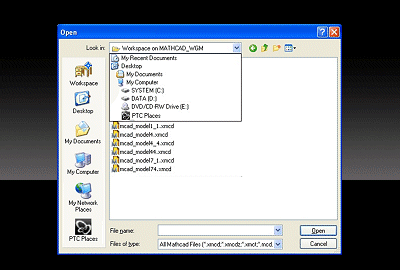 Open
Look in:
Workspace on MATHCAD_WGM
My Recent Documents
Desktop
My Documents
My Computer
SYSTEM (C:)
DATA (D:)
DVD/CD RW Drive (E:)
PTC Places
mcad_model1_1.xmcd
mcad_model4.xmcd
mcad_model4_4.xmcd
mcad_model44.xmcd
mcad_model7_1.xmcd
mcad_model74.xmcd
Workspace
Desktop
My Documents
My Computer
My Network
Places
PTC Places
File name:
Open
Files of type:
All Mathcad Files (*.xmcd,*.xmcdz,*.xmct,*.mcd,
Cancel